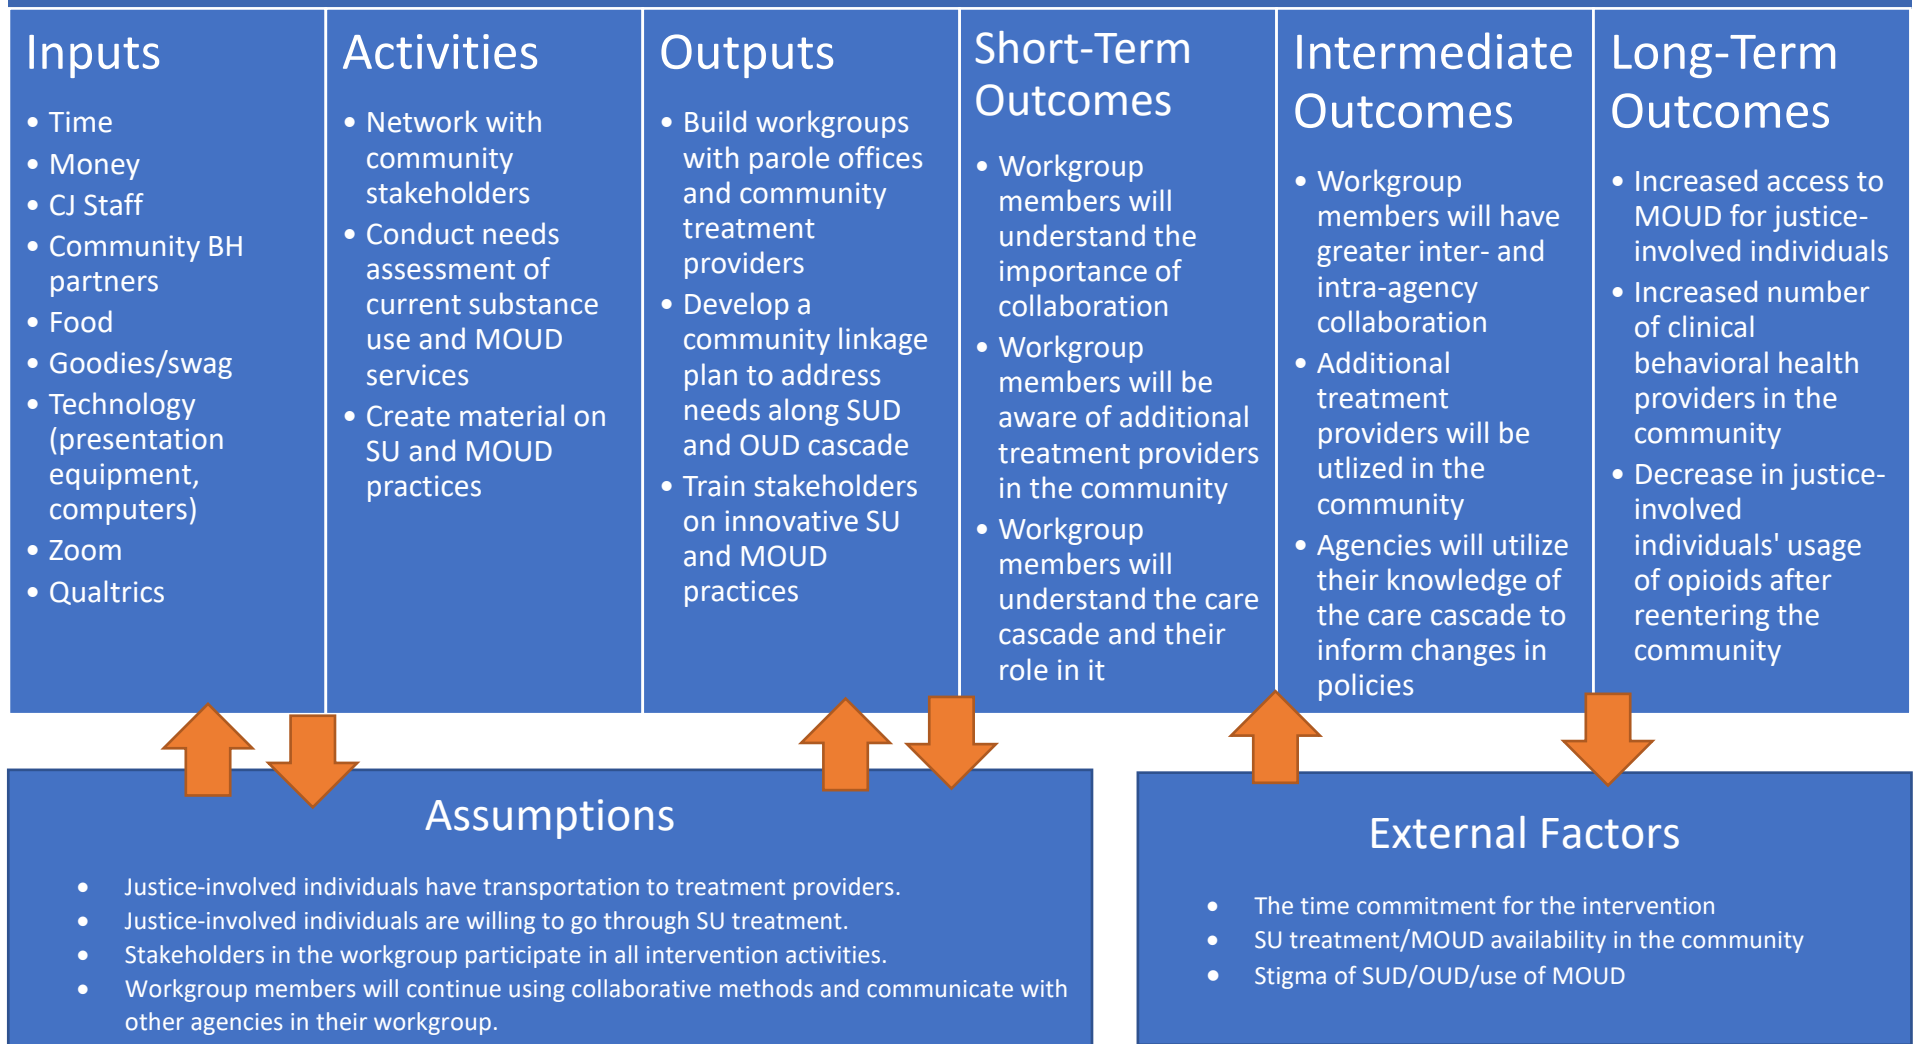 Inputs
• Time
• Money
• CJ Staff
• Community BH
partners
• Food
• Goodies/swag
• Technology
(presentation
equipment,
computers)
• Zoom
• Qualtrics
Activities
• Network with
community
stakeholders
• Conduct needs
assessment of
current substance
use and MOUD
services
• Create material on
SU and MOUD
practices
Outputs
• Build workgroups
with parole offices
and community
treatment
providers
• Develop a
community linkage
plan to address
needs along SUD
and OUD cascade
• Train stakeholders
on innovative SU
and MOUD
practices
Short-Term
Outcomes
• Workgroup
members will
understand the
importance of
collaboration
• Workgroup
members will be
aware of additional
treatment providers
in the community
• Workgroup
members will
understand the care
cascade and their
role in it
Intermediate
Outcomes
• Workgroup
members will have
greater inter- and
intra-agency
collaboration
• Additional
treatment
providers will be
utlized in the
community
• Agencies will utilize
their knowledge of
the care cascade to
inform changes in
policies
Long-Term
Outcomes
• Increased access to
MOUD for justice-
involved individuals
• Increased number
of clinical
behavioral health
providers in the
community
• Decrease in justice-
involved
individuals' usage
of opioids after
reentering the
community
Assumptions
• Justice-involved individuals have transportation to treatment providers.
• Justice-involved individuals are willing to go through SU treatment.
• Stakeholders in the workgroup participate in all intervention activities.
• Workgroup members will continue using collaborative methods and communicate with
other agencies in their workgroup.
External Factors
• The time commitment for the intervention
• SU treatment/MOUD availability in the community
• Stigma of SUD/OUD/use of MOUD